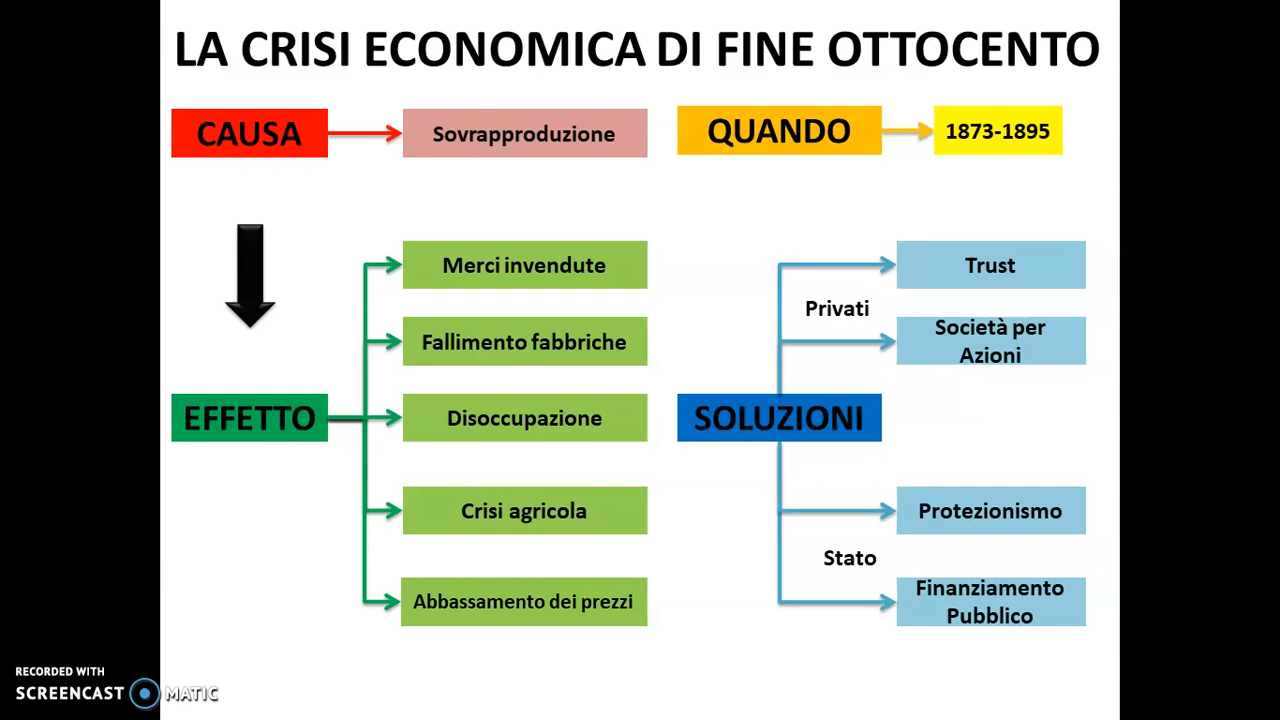 LA CRISI ECONOMICA DI FINE OTTOCENTO
CAUSA
Sovrapproduzione
QUANDO
1873-1895
EFFETTO
Merci invendute
Fallimento fabbriche
Disoccupazione
Crisi agricola
Abbassamento dei prezzi
SOLUZIONI
Privati
Trust
Società per
Azioni
Stato
Protezionismo
Finanziamento
Pubblico
RECORDED WITH
SCREENCAST MATIC